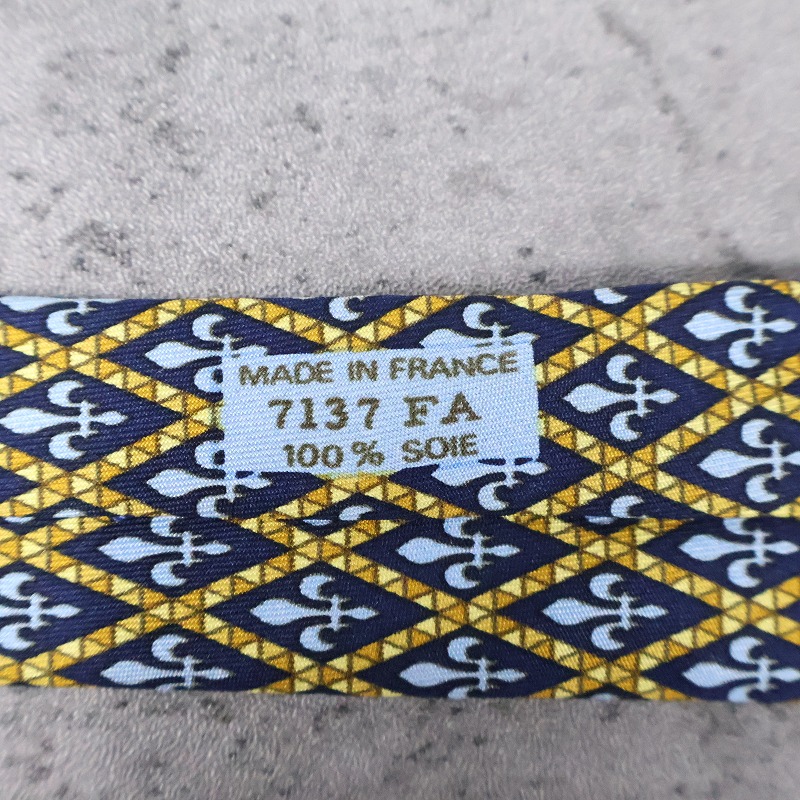 MADE IN FRANCE
7137 FA
100% SOIE